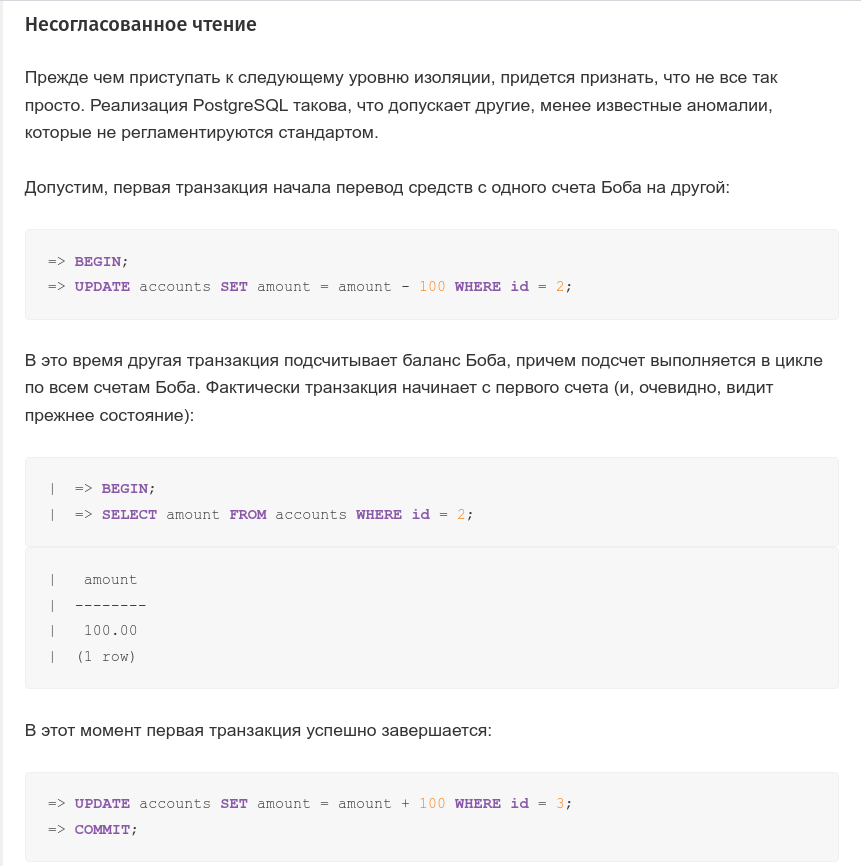 Несогласованное чтение
Прежде чем приступать к следующему уровню изоляции, придется признать, что не все так
просто. Реализация PostgreSQL такова, что допускает другие, менее известные аномалии,
которые не регламентируются стандартом.
Допустим, первая транзакция начала перевод средств с одного счета Боба на другой:
=> BEGIN;
=> UPDATE accounts SET amount = amount - 100 WHERE id = 2;
В это время другая транзакция подсчитывает баланс Боба, причем подсчет выполняется в цикле
по всем счетам Боба. Фактически транзакция начинает с первого счета (и, очевидно, видит
прежнее состояние):
|  => BEGIN;
|  => SELECT amount FROM accounts WHERE id = 2;
|   amount
|  --------
|   100.00
|  (1 row)
В этот момент первая транзакция успешно завершается:
=> UPDATE accounts SET amount = amount + 100 WHERE id = 3;
=> COMMIT;